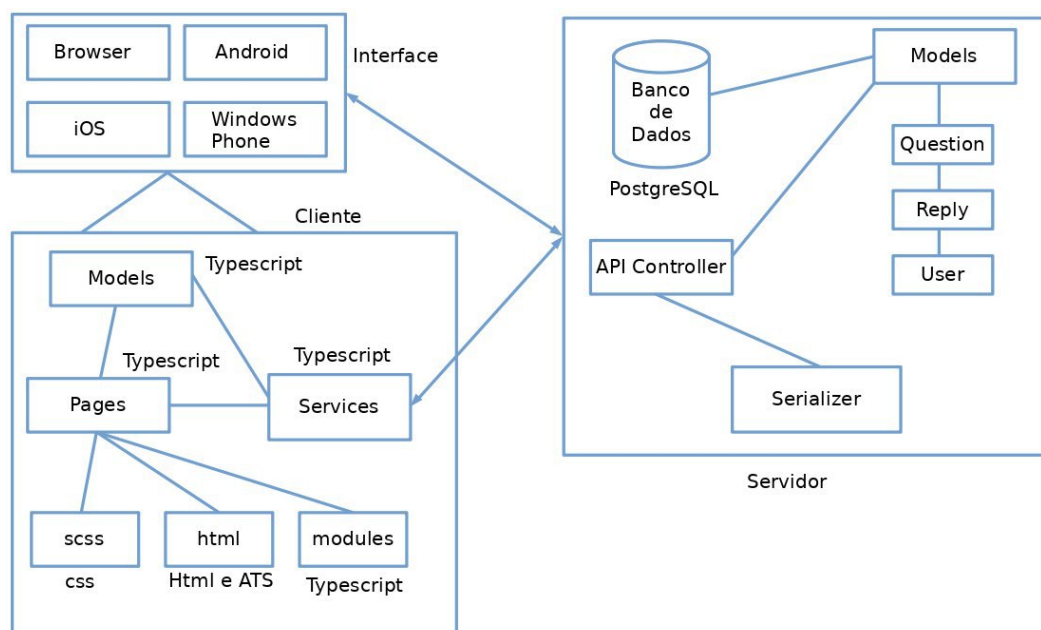 Browser
Android
Interface
iOS
Windows
Phone
Cliente
Models
Typescript
Typescript
Typescript
Pages
Services
scss
html
modules
css
Html e ATS
Typescript
Banco
de
Dados
PostgreSQL
Models
Question
Reply
User
API Controller
Serializer
Servidor